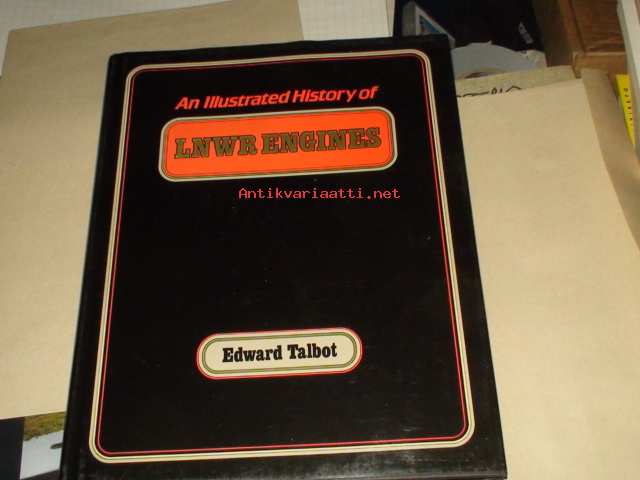 An Illustrated History of
LNWR ENGINES
Antikvariaatti.net
Edward Talbot